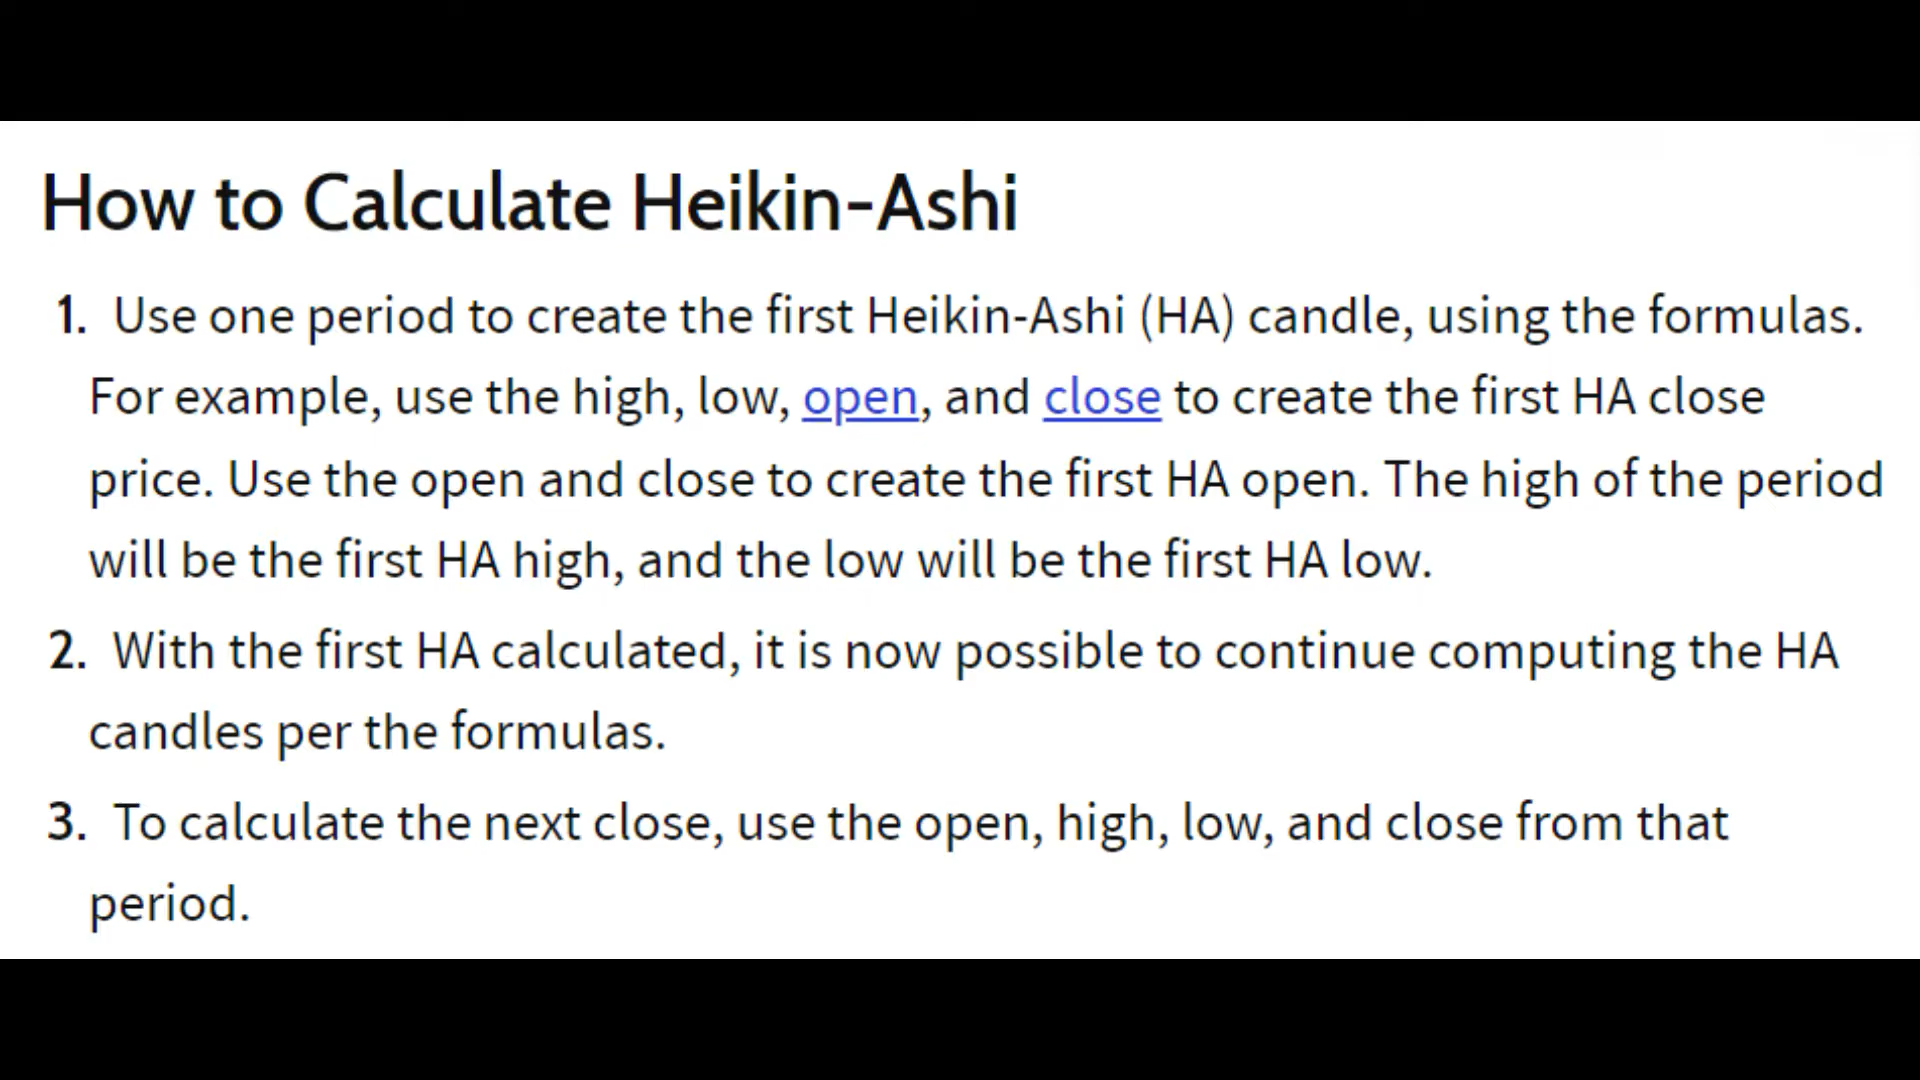 How to Calculate Heikin-Ashi
1. Use one period to create the first Heikin-Ashi (HA) candle, using the formulas.
For example, use the high, low, open, and close to create the first HA close
price. Use the open and close to create the first HA open. The high of the period
will be the first HA high, and the low will be the first HA low.
2. With the first HA calculated, it is now possible to continue computing the HA
candles per the formulas.
3. To calculate the next close, use the open, high, low, and close from that
period.